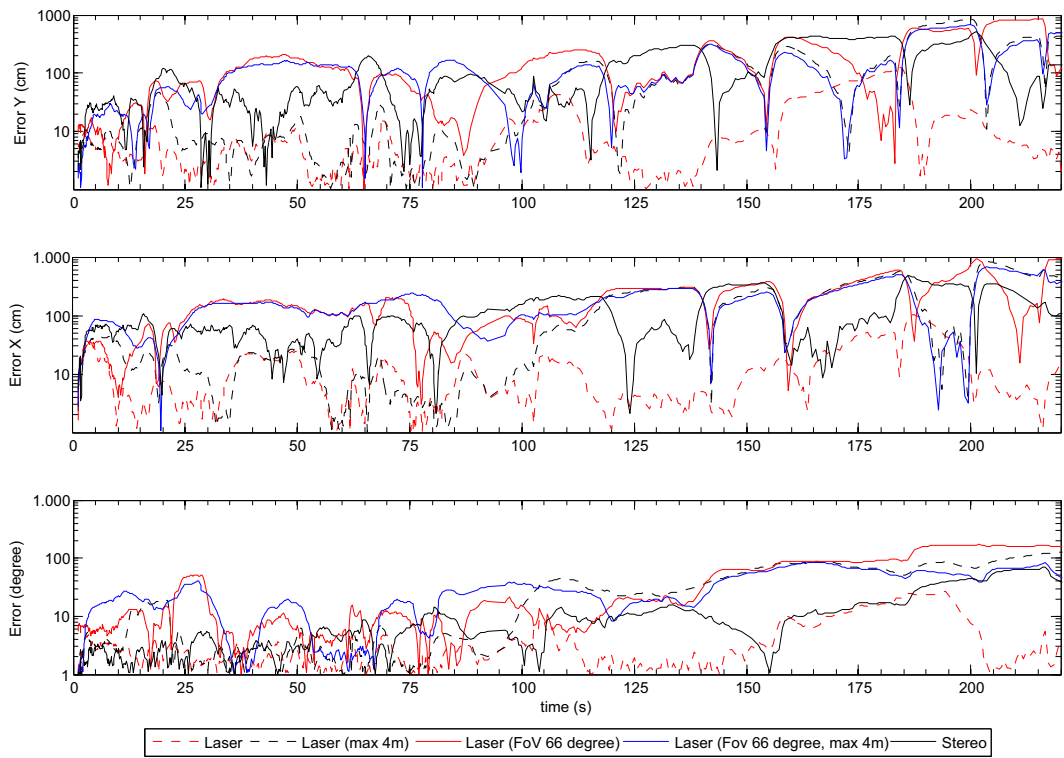 1000
100
10
Error Y (cm)
0 25 50 75 100 125 150 175 200
1.000
100
10
Error X (cm)
0 25 50 75 100 125 150 175 200
1.000
100
10
1
Error (degree)
0 25 50 75 100 125 150 175 200
time (s)
Laser Laser (max 4m) Laser (FoV 66 degree) Laser (Fov 66 degree, max 4m) Stereo